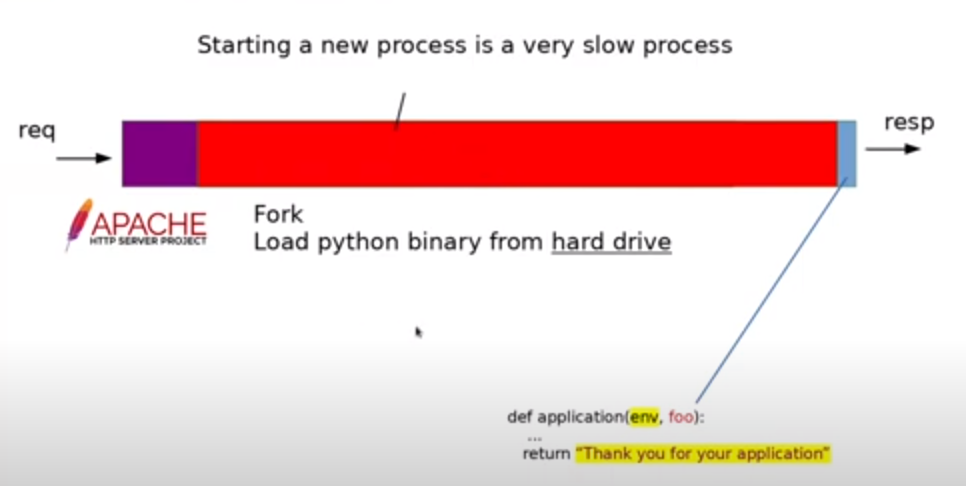 Starting a new process is a very slow process
req
resp
APACHE
HTTP SERVER PROJECT
Fork
Load python binary from hard drive
def application(env, foo):
...
return “Thank you for your application”